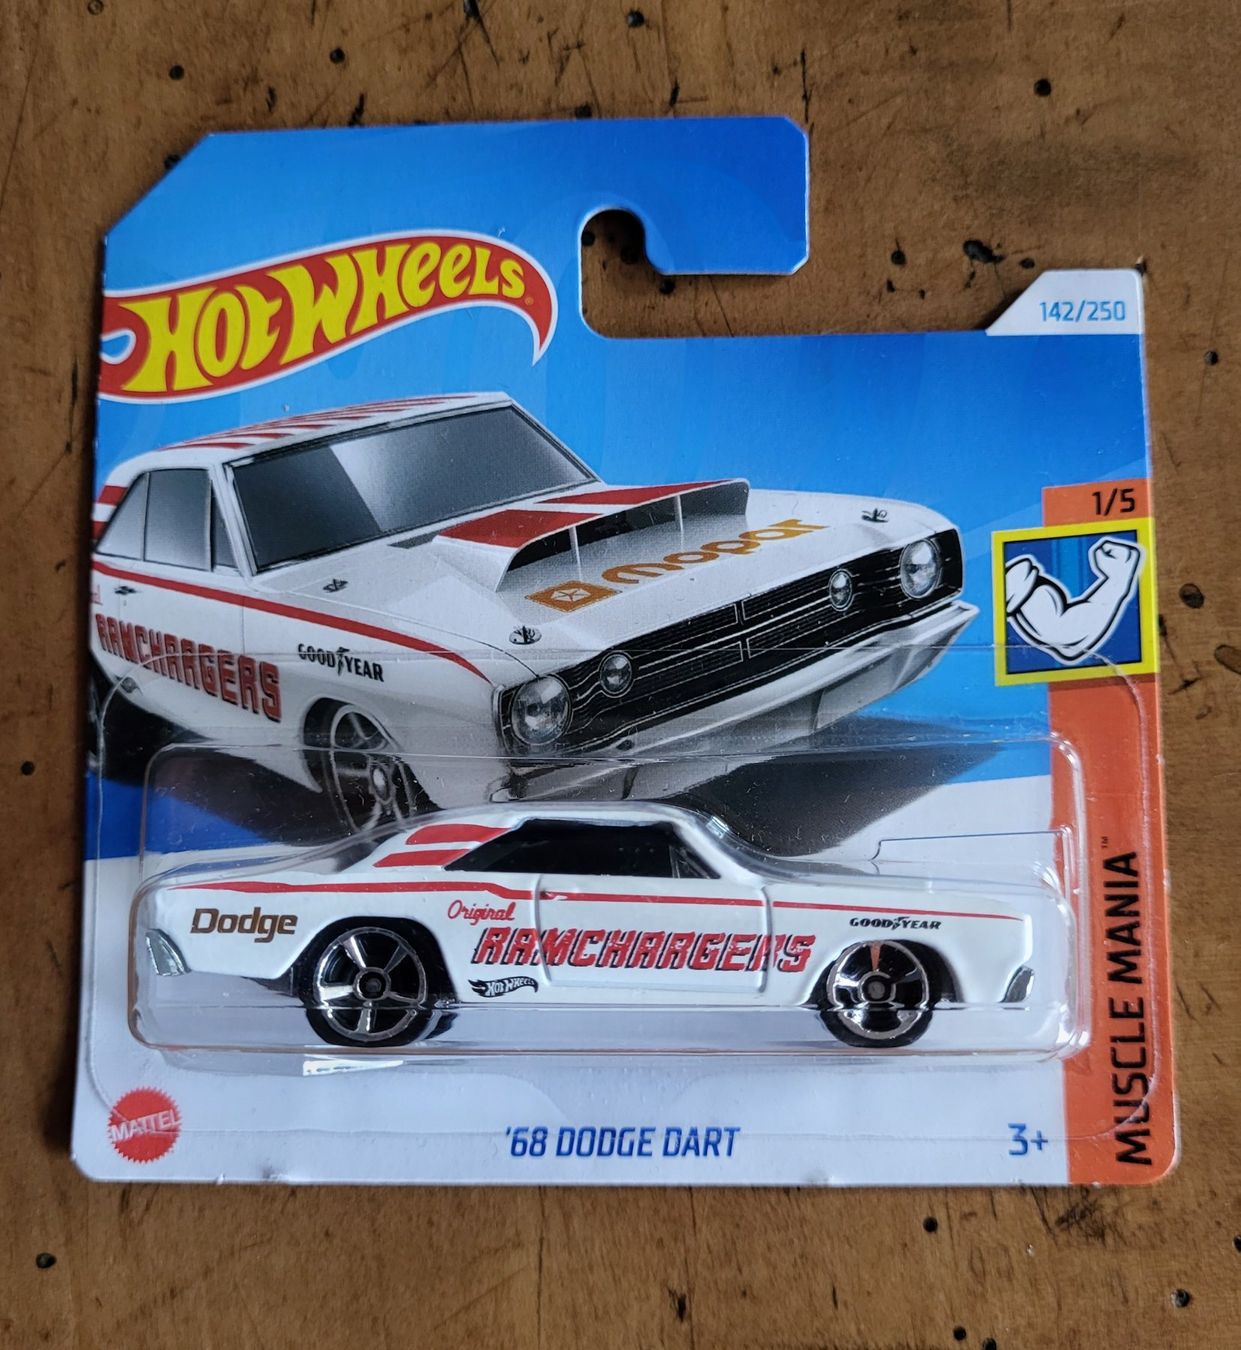 HOT WHEELS
142/250
1/5
mopar
GOODYEAR
RAMCHARGERS
MUSCLE MANIA™
Dodge
Original
RAMCHARGERS
HOT WHEELS
GOODYEAR
MATTEL
'68 DODGE DART
3+